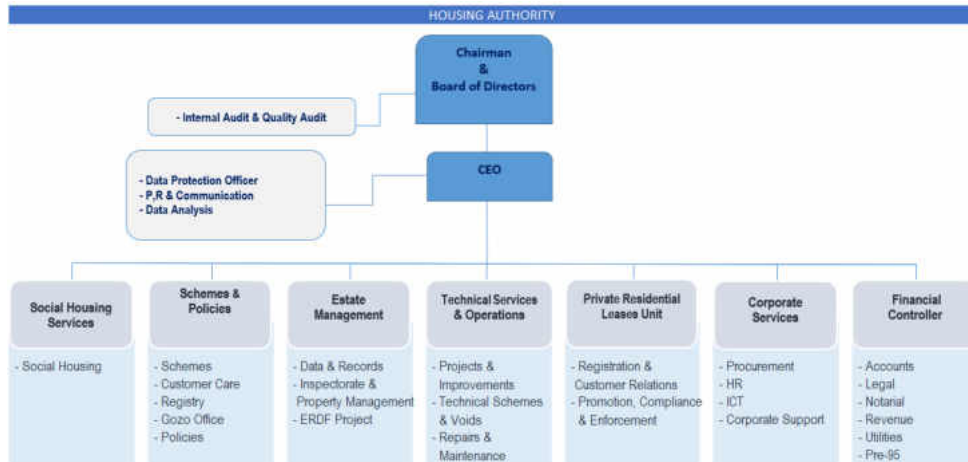 HOUSING AUTHORITY
Chairman
&
Board of Directors
- Internal Audit & Quality Audit
CEO
- Data Protection Officer
- P,R & Communication
- Data Analysis
Social Housing
Services
- Social Housing
Schemes &
Policies
- Schemes
- Customer Care
- Registry
- Gozo Office
- Policies
Estate
Management
- Data & Records
- Inspectorate &
Property Management
- ERDF Project
Technical Services
& Operations
- Projects &
Improvements
- Technical Schemes
& Voids
- Repairs &
Maintenance
Private Residential
Leases Unit
- Registration &
Customer Relations
- Promotion, Compliance
& Enforcement
Corporate
Services
- Procurement
- HR
- ICT
- Corporate Support
Financial
Controller
- Accounts
- Legal
- Notarial
- Revenue
- Utilities
- Pre-95